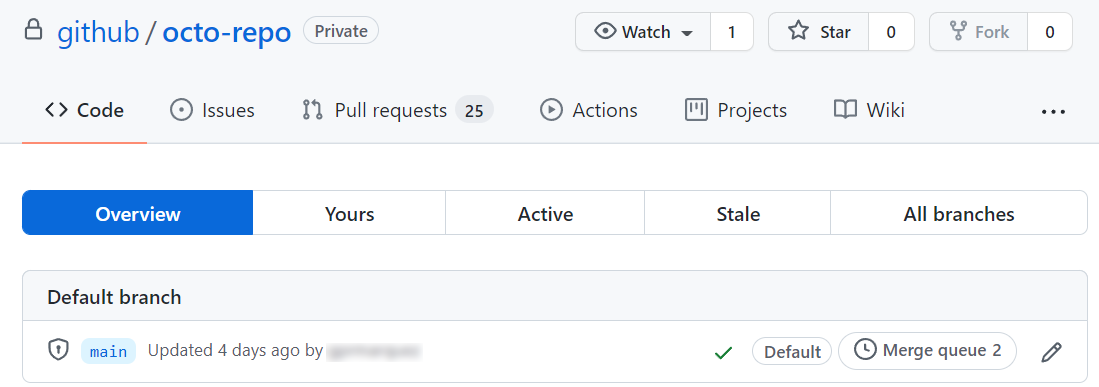 github / octo-repo Private Watch 1 Star 0 Fork 0
Code Issues Pull requests 25 Actions Projects Wiki ...
Overview Yours Active Stale All branches
Default branch
main Updated 4 days ago by Default Merge queue 2